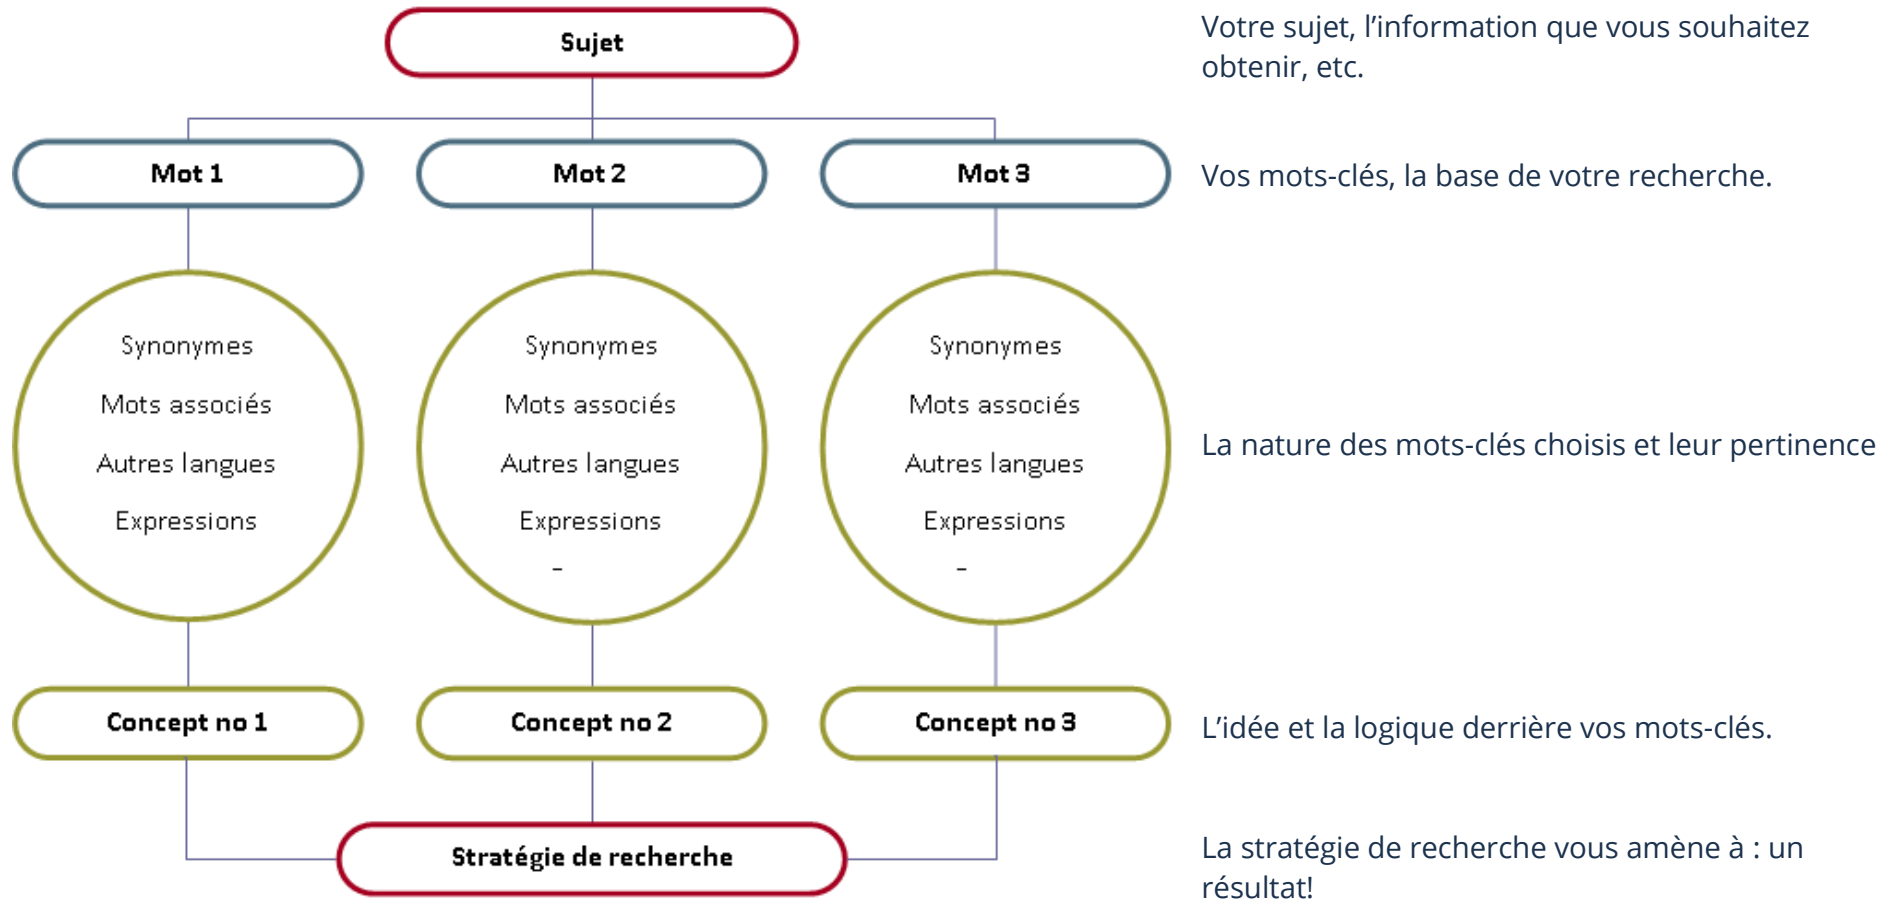 Sujet
Votre sujet, l’information que vous souhaitez
obtenir, etc.
Mot 1
Mot 2
Mot 3
Vos mots-clés, la base de votre recherche.
Synonymes
Mots associés
Autres langues
Expressions
Synonymes
Mots associés
Autres langues
Expressions
–
Synonymes
Mots associés
Autres langues
Expressions
–
La nature des mots-clés choisis et leur pertinence
Concept no 1
Concept no 2
Concept no 3
L’idée et la logique derrière vos mots-clés.
Stratégie de recherche
La stratégie de recherche vous amène à : un
résultat!